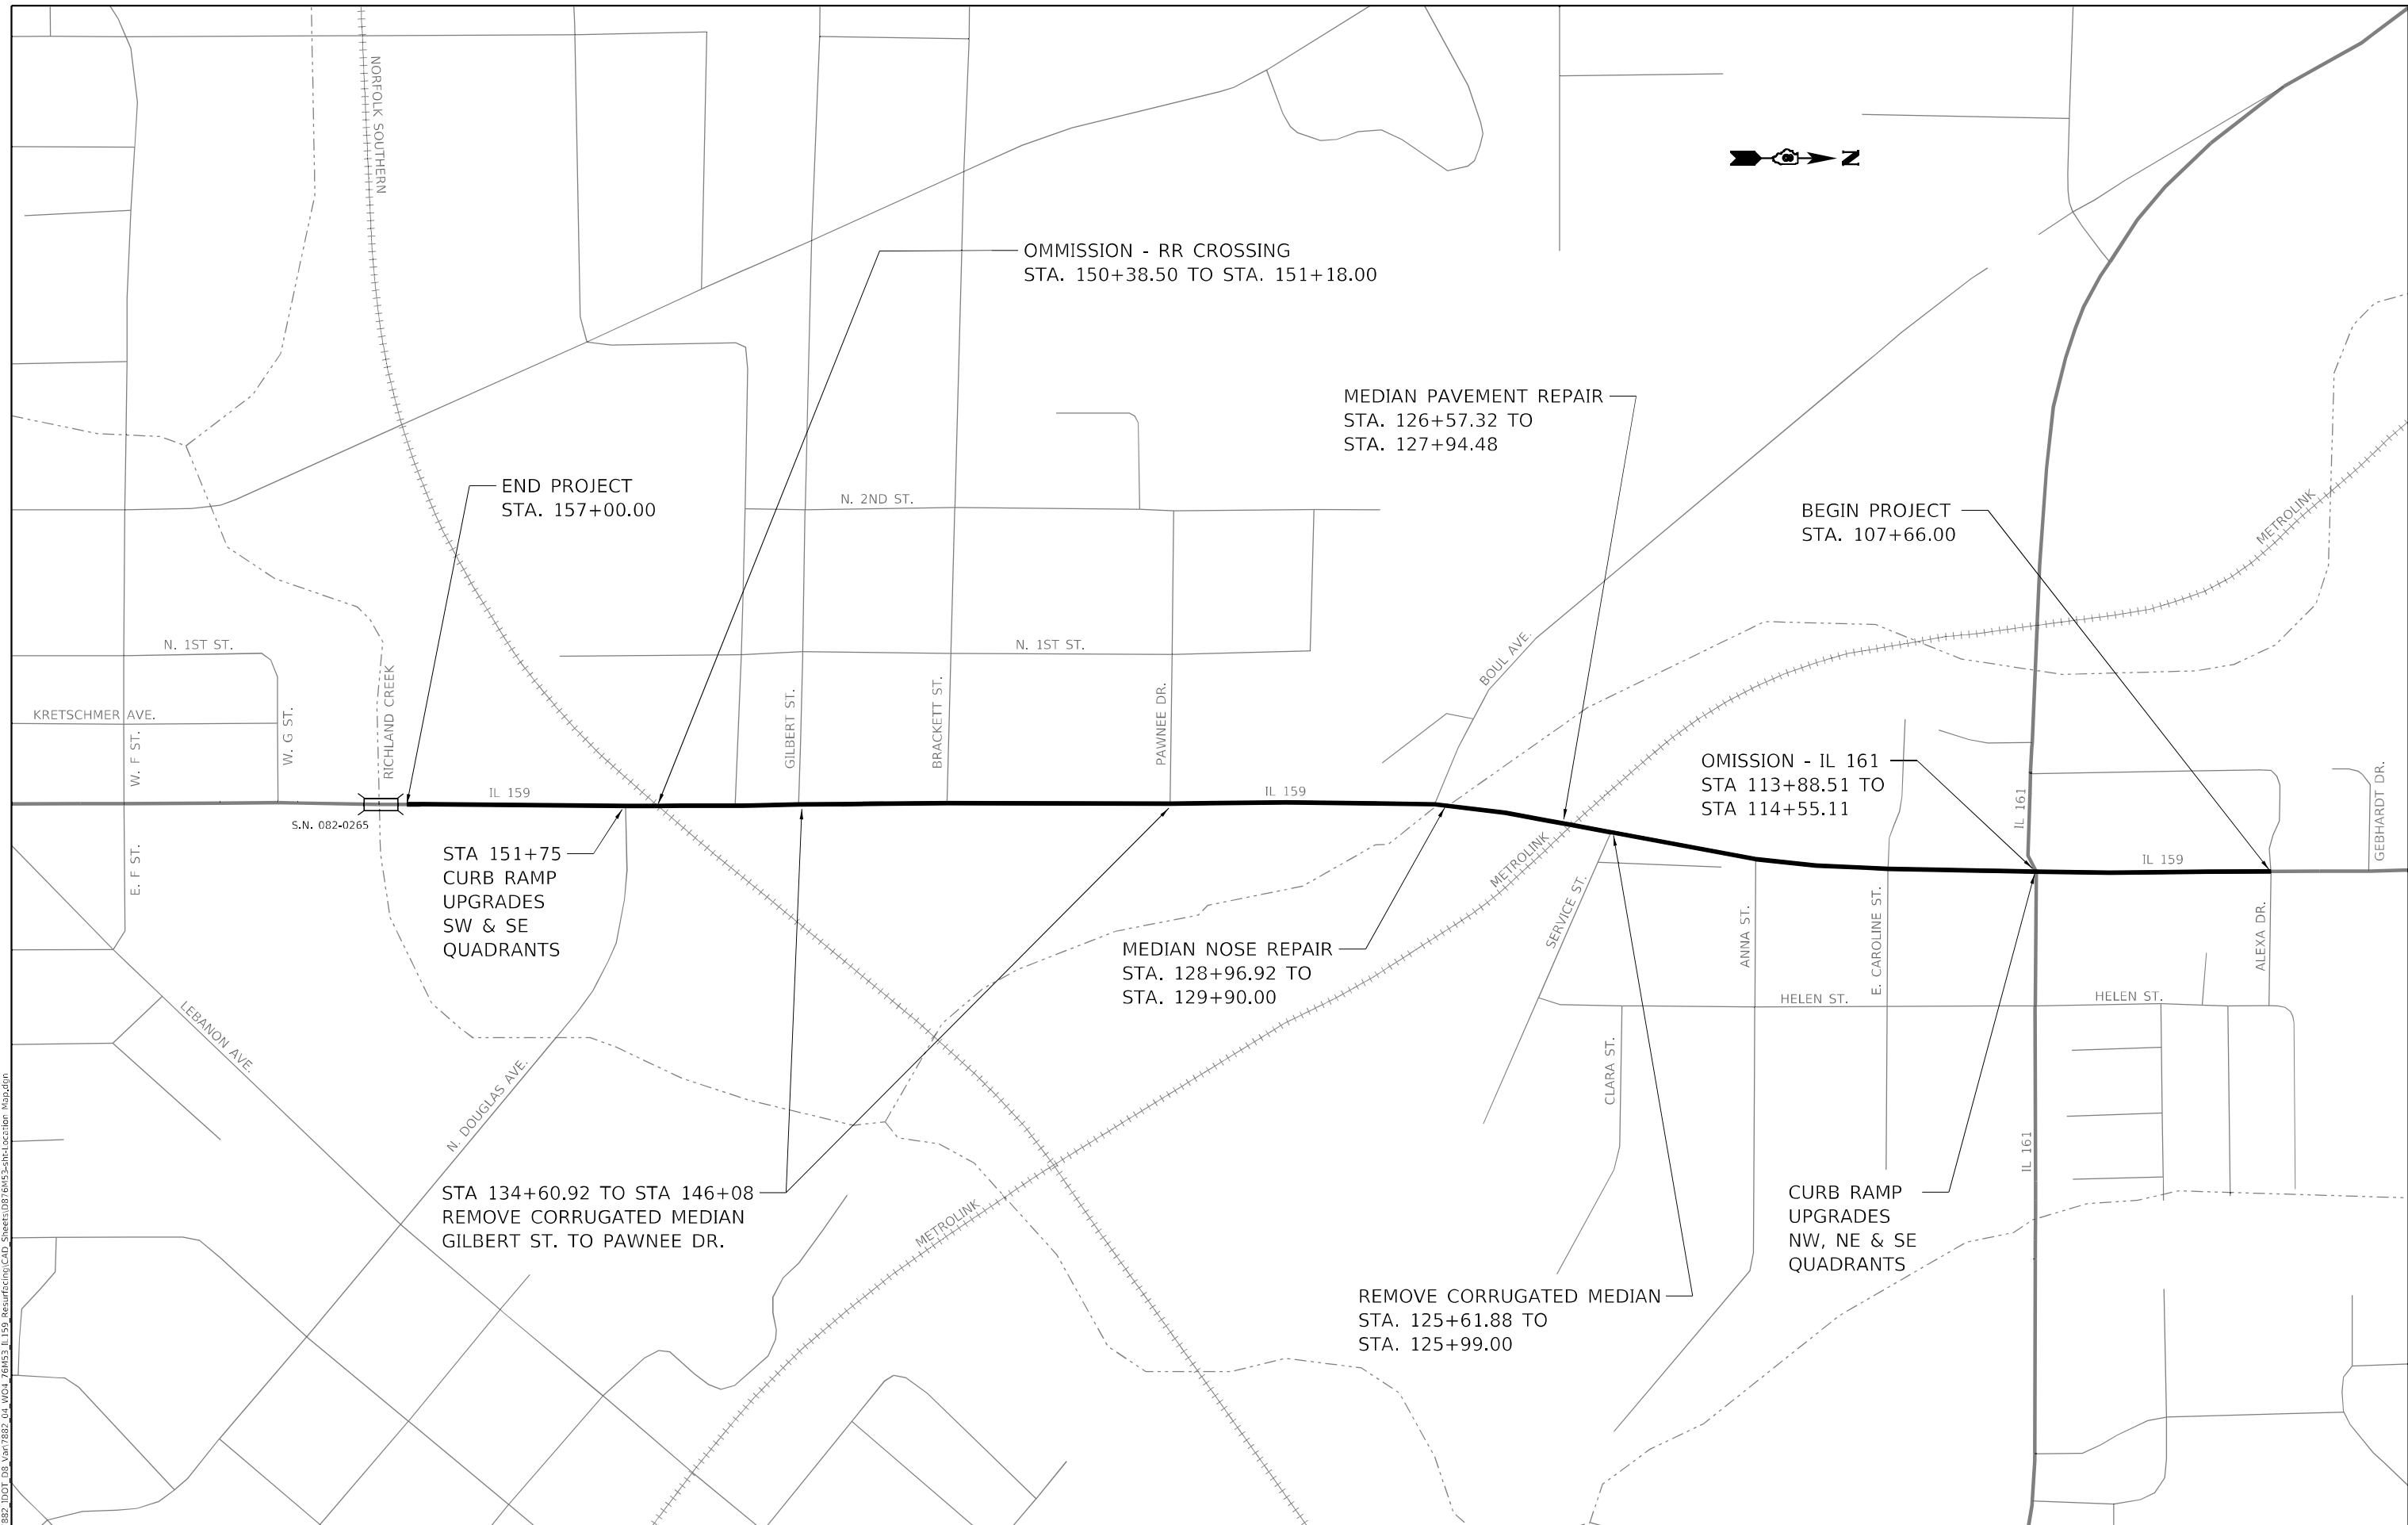 NORFOLK SOUTHERN
N
OMMISSION - RR CROSSING
STA. 150+38.50 TO STA. 151+18.00
MEDIAN PAVEMENT REPAIR
STA. 126+57.32 TO
STA. 127+94.48
END PROJECT
STA. 157+00.00
N. 2ND ST.
BEGIN PROJECT
STA. 107+66.00
METROLINK
N. 1ST ST.
N. 1ST ST.
BOUL AVE.
KRETSCHMER AVE.
W. F ST.
W. G ST.
RICHLAND CREEK
GILBERT ST.
BRACKETT ST.
PAWNEE DR.
OMISSION - IL 161
STA 113+88.51 TO
STA 114+55.11
IL 161
GEBHARDT DR.
IL 159
IL 159
IL 159
S.N. 082-0265
E. F ST.
STA 151+75
CURB RAMP
UPGRADES
SW & SE
QUADRANTS
METROLINK
SERVICE ST.
ANNA ST.
E. CAROLINE ST.
ALEXA DR.
MEDIAN NOSE REPAIR
STA. 128+96.92 TO
STA. 129+90.00
HELEN ST.
HELEN ST.
LEBANON AVE.
N. DOUGLAS AVE.
CLARA ST.
IL 161
STA 134+60.92 TO STA 146+08
REMOVE CORRUGATED MEDIAN
GILBERT ST. TO PAWNEE DR.
METROLINK
CURB RAMP
UPGRADES
NW, NE & SE
QUADRANTS
REMOVE CORRUGATED MEDIAN
STA. 125+61.88 TO
STA. 125+99.00
882_IDOT_D8_Var\7882_04_WO4_76M53_IL159_Resurfacing\CAD_Sheets\D876M53-sht-Location Map.dgn